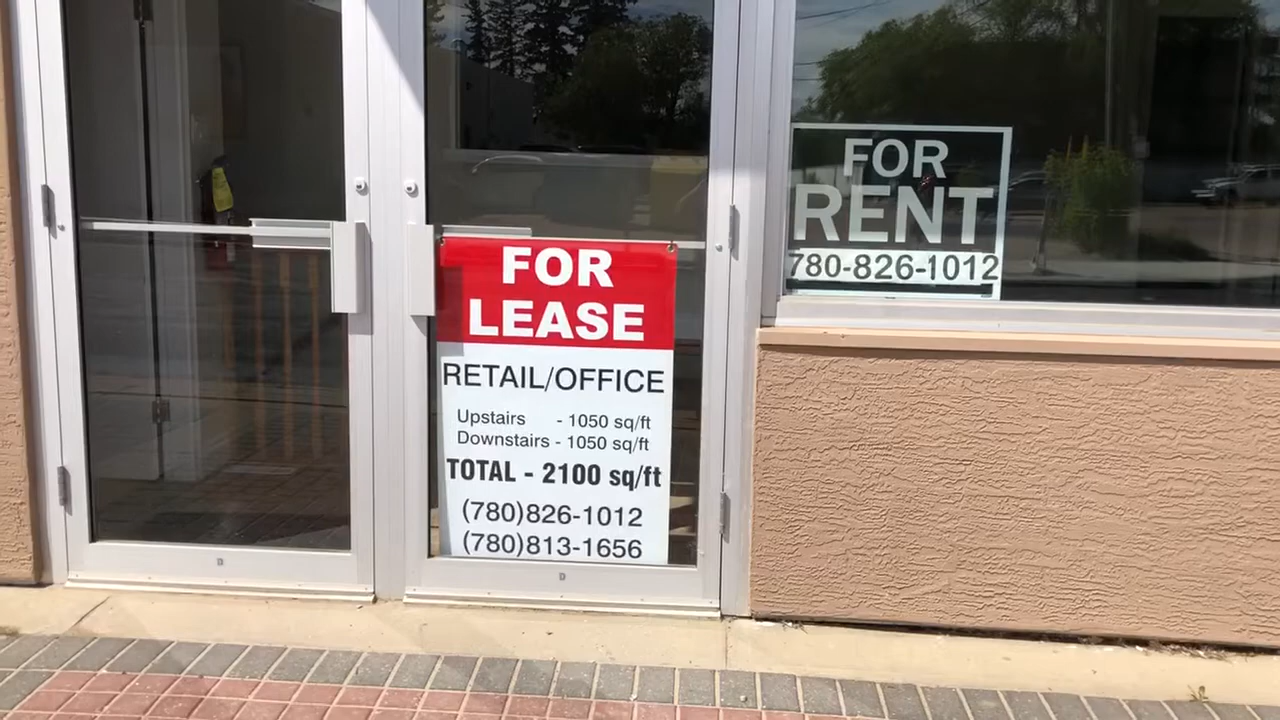 FOR
LEASE
RETAIL/OFFICE
Upstairs - 1050 sq/ft
Downstairs - 1050 sq/ft
TOTAL - 2100 sq/ft
(780)826-1012
(780)813-1656
FOR
RENT
780-826-1012
D
D